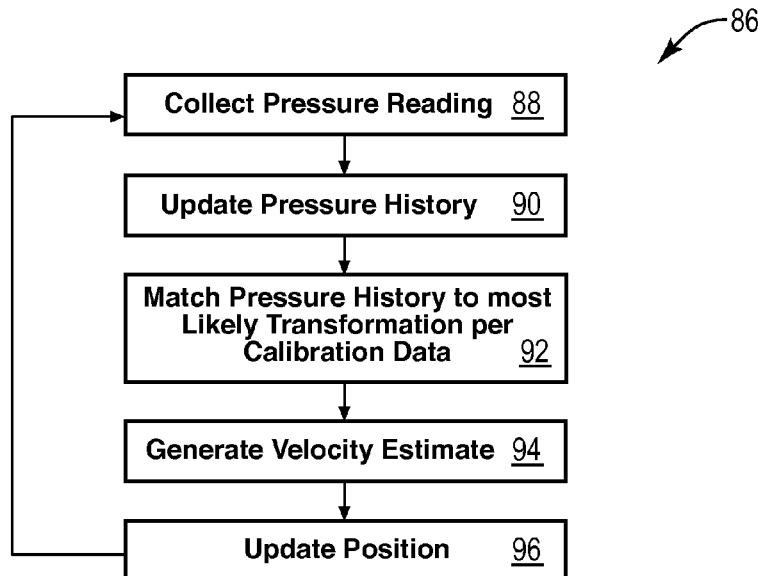 86
Collect Pressure Reading 88
Update Pressure History 90
Match Pressure History to most
Likely Transformation per
Calibration Data 92
Generate Velocity Estimate 94
Update Position 96